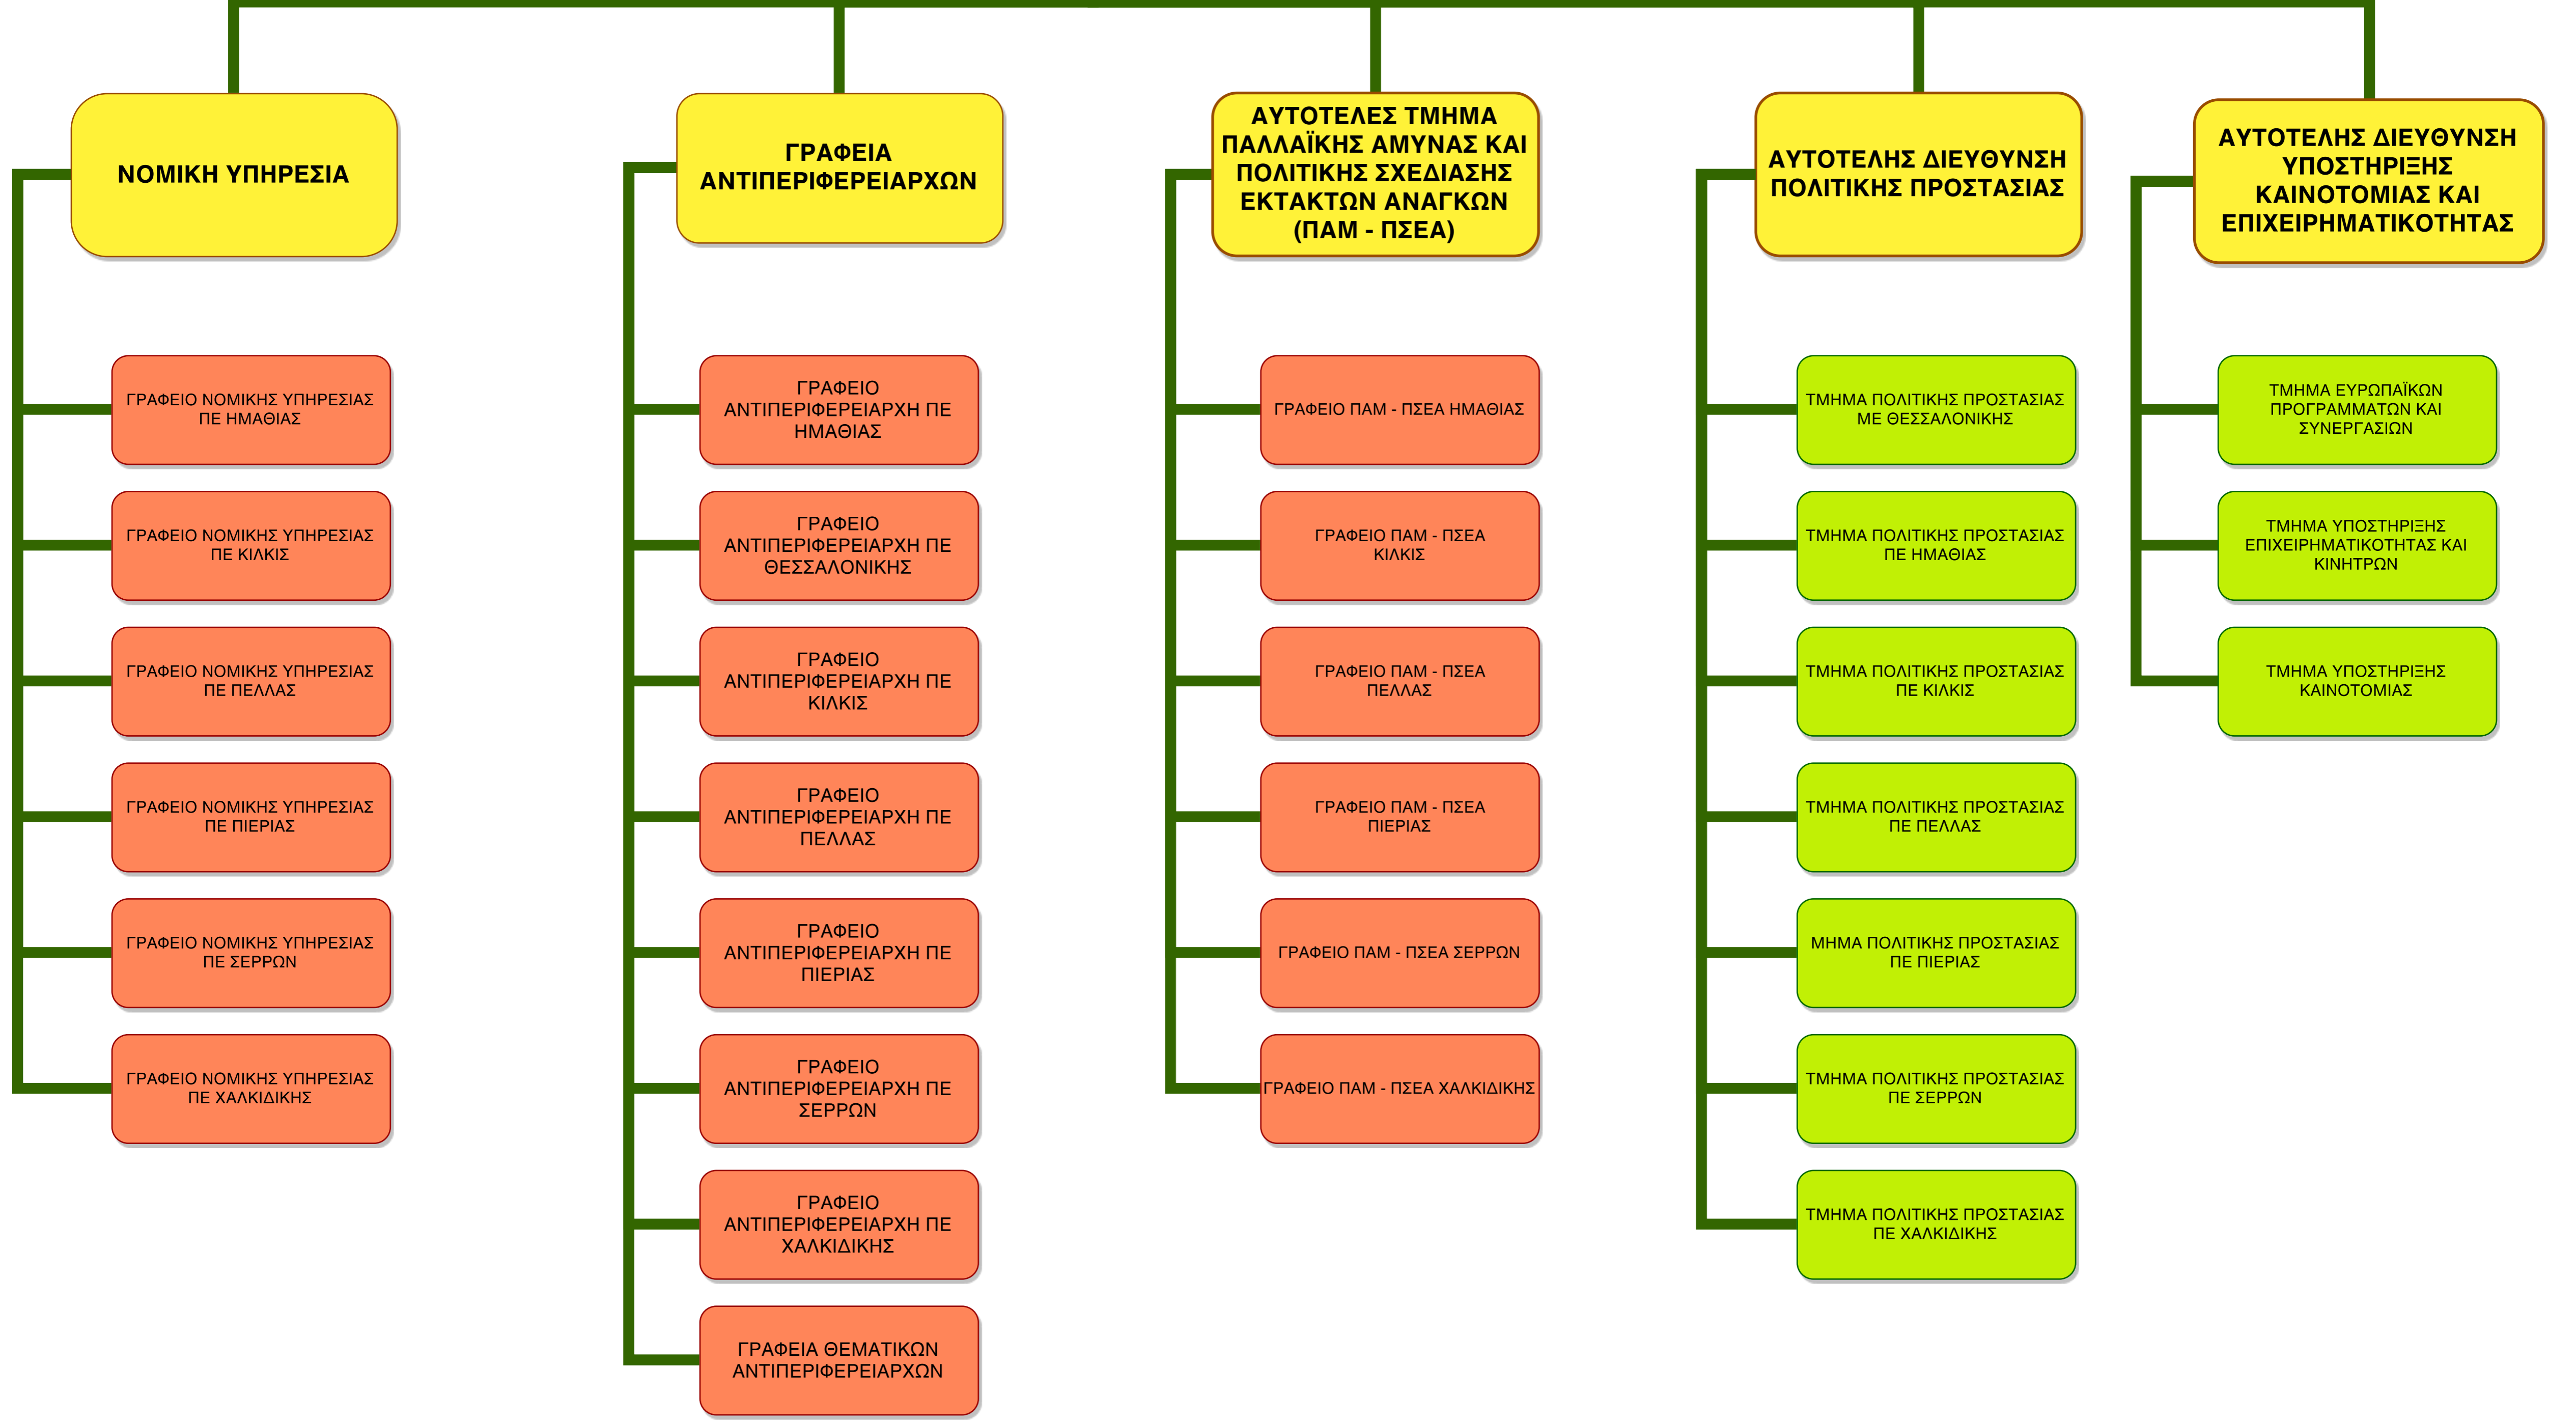 ΝΟΜΙΚΗ ΥΠΗΡΕΣΙΑ
ΓΡΑΦΕΙΟ ΝΟΜΙΚΗΣ ΥΠΗΡΕΣΙΑΣ
ΠΕ ΗΜΑΘΙΑΣ
ΓΡΑΦΕΙΟ ΝΟΜΙΚΗΣ ΥΠΗΡΕΣΙΑΣ
ΠΕ ΚΙΛΚΙΣ
ΓΡΑΦΕΙΟ ΝΟΜΙΚΗΣ ΥΠΗΡΕΣΙΑΣ
ΠΕ ΠΕΛΛΑΣ
ΓΡΑΦΕΙΟ ΝΟΜΙΚΗΣ ΥΠΗΡΕΣΙΑΣ
ΠΕ ΠΙΕΡΙΑΣ
ΓΡΑΦΕΙΟ ΝΟΜΙΚΗΣ ΥΠΗΡΕΣΙΑΣ
ΠΕ ΣΕΡΡΩΝ
ΓΡΑΦΕΙΟ ΝΟΜΙΚΗΣ ΥΠΗΡΕΣΙΑΣ
ΠΕ ΧΑΛΚΙΔΙΚΗΣ
ΓΡΑΦΕΙΑ
ΑΝΤΙΠΕΡΙΦΕΡΕΙΑΡΧΩΝ
ΓΡΑΦΕΙΟ
ΑΝΤΙΠΕΡΙΦΕΡΕΙΑΡΧΗ ΠΕ
ΗΜΑΘΙΑΣ
ΓΡΑΦΕΙΟ
ΑΝΤΙΠΕΡΙΦΕΡΕΙΑΡΧΗ ΠΕ
ΘΕΣΣΑΛΟΝΙΚΗΣ
ΓΡΑΦΕΙΟ
ΑΝΤΙΠΕΡΙΦΕΡΕΙΑΡΧΗ ΠΕ
ΚΙΛΚΙΣ
ΓΡΑΦΕΙΟ
ΑΝΤΙΠΕΡΙΦΕΡΕΙΑΡΧΗ ΠΕ
ΠΕΛΛΑΣ
ΓΡΑΦΕΙΟ
ΑΝΤΙΠΕΡΙΦΕΡΕΙΑΡΧΗ ΠΕ
ΠΙΕΡΙΑΣ
ΓΡΑΦΕΙΟ
ΑΝΤΙΠΕΡΙΦΕΡΕΙΑΡΧΗ ΠΕ
ΣΕΡΡΩΝ
ΓΡΑΦΕΙΟ
ΑΝΤΙΠΕΡΙΦΕΡΕΙΑΡΧΗ ΠΕ
ΧΑΛΚΙΔΙΚΗΣ
ΓΡΑΦΕΙΑ ΘΕΜΑΤΙΚΩΝ
ΑΝΤΙΠΕΡΙΦΕΡΕΙΑΡΧΩΝ
ΑΥΤΟΤΕΛΕΣ ΤΜΗΜΑ
ΠΑΛΛΑΪΚΗΣ ΑΜΥΝΑΣ ΚΑΙ
ΠΟΛΙΤΙΚΗΣ ΣΧΕΔΙΑΣΗΣ
ΕΚΤΑΚΤΩΝ ΑΝΑΓΚΩΝ
(ΠΑΜ - ΠΣΕΑ)
ΓΡΑΦΕΙΟ ΠΑΜ - ΠΣΕΑ ΗΜΑΘΙΑΣ
ΓΡΑΦΕΙΟ ΠΑΜ - ΠΣΕΑ
ΚΙΛΚΙΣ
ΓΡΑΦΕΙΟ ΠΑΜ - ΠΣΕΑ
ΠΕΛΛΑΣ
ΓΡΑΦΕΙΟ ΠΑΜ - ΠΣΕΑ
ΠΙΕΡΙΑΣ
ΓΡΑΦΕΙΟ ΠΑΜ - ΠΣΕΑ ΣΕΡΡΩΝ
ΓΡΑΦΕΙΟ ΠΑΜ - ΠΣΕΑ ΧΑΛΚΙΔΙΚΗΣ
ΑΥΤΟΤΕΛΗΣ ΔΙΕΥΘΥΝΣΗ
ΠΟΛΙΤΙΚΗΣ ΠΡΟΣΤΑΣΙΑΣ
ΤΜΗΜΑ ΠΟΛΙΤΙΚΗΣ ΠΡΟΣΤΑΣΙΑΣ
ΜΕ ΘΕΣΣΑΛΟΝΙΚΗΣ
ΤΜΗΜΑ ΠΟΛΙΤΙΚΗΣ ΠΡΟΣΤΑΣΙΑΣ
ΠΕ ΗΜΑΘΙΑΣ
ΤΜΗΜΑ ΠΟΛΙΤΙΚΗΣ ΠΡΟΣΤΑΣΙΑΣ
ΠΕ ΚΙΛΚΙΣ
ΤΜΗΜΑ ΠΟΛΙΤΙΚΗΣ ΠΡΟΣΤΑΣΙΑΣ
ΠΕ ΠΕΛΛΑΣ
ΜΗΜΑ ΠΟΛΙΤΙΚΗΣ ΠΡΟΣΤΑΣΙΑΣ
ΠΕ ΠΙΕΡΙΑΣ
ΤΜΗΜΑ ΠΟΛΙΤΙΚΗΣ ΠΡΟΣΤΑΣΙΑΣ
ΠΕ ΣΕΡΡΩΝ
ΤΜΗΜΑ ΠΟΛΙΤΙΚΗΣ ΠΡΟΣΤΑΣΙΑΣ
ΠΕ ΧΑΛΚΙΔΙΚΗΣ
ΑΥΤΟΤΕΛΗΣ ΔΙΕΥΘΥΝΣΗ
ΥΠΟΣΤΗΡΙΞΗΣ
ΚΑΙΝΟΤΟΜΙΑΣ ΚΑΙ
ΕΠΙΧΕΙΡΗΜΑΤΙΚΟΤΗΤΑΣ
ΤΜΗΜΑ ΕΥΡΩΠΑΪΚΩΝ
ΠΡΟΓΡΑΜΜΑΤΩΝ ΚΑΙ
ΣΥΝΕΡΓΑΣΙΩΝ
ΤΜΗΜΑ ΥΠΟΣΤΗΡΙΞΗΣ
ΕΠΙΧΕΙΡΗΜΑΤΙΚΟΤΗΤΑΣ ΚΑΙ
ΚΙΝΗΤΡΩΝ
ΤΜΗΜΑ ΥΠΟΣΤΗΡΙΞΗΣ
ΚΑΙΝΟΤΟΜΙΑΣ